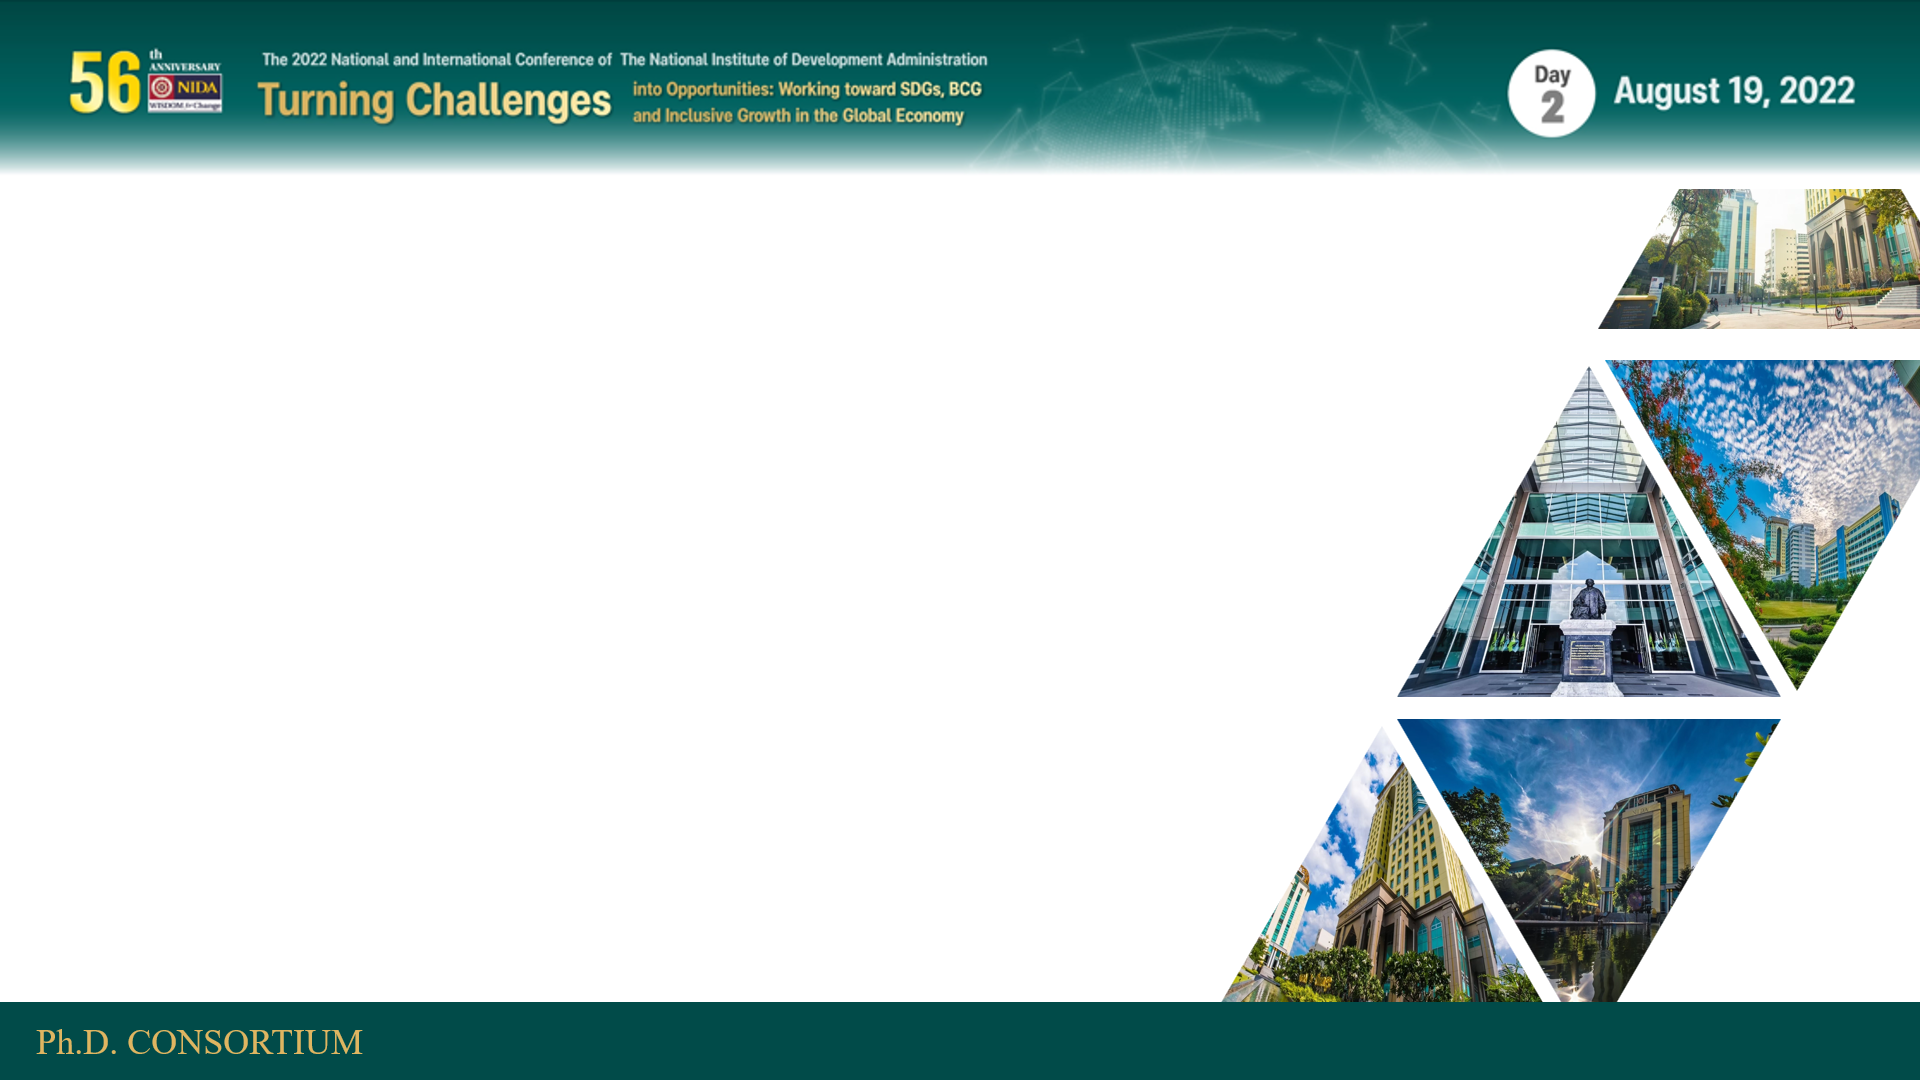 56
th
ANNIVERSARY
NIDA
WISDOM for Change
The 2022 National and International Conference of The National Institute of Development Administration
Turning Challenges
into Opportunities: Working toward SDGs, BCG
and Inclusive Growth in the Global Economy
Day
2
August 19, 2022
Ph.D. CONSORTIUM